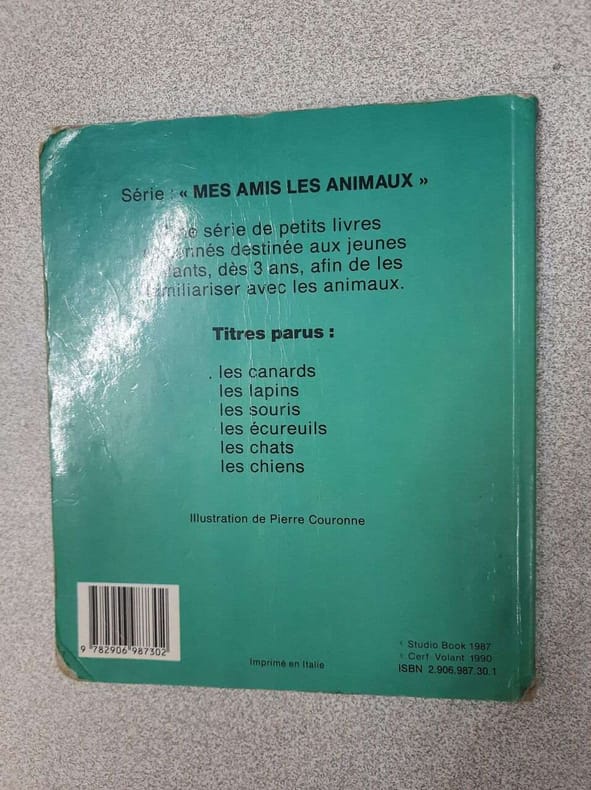 Série : « MES AMIS LES ANIMAUX »
série de petits livres
destinée aux jeunes
dès 3 ans, afin de les
familiariser avec les animaux.
Titres parus :
. les canards
les lapins
les souris
les écureuils
les chats
les chiens
Illustration de Pierre Couronne
9 782906 987302
Imprimé en Italie
© Studio Book 1987
© Cerf Volant 1990
ISBN 2.906.987.30.1